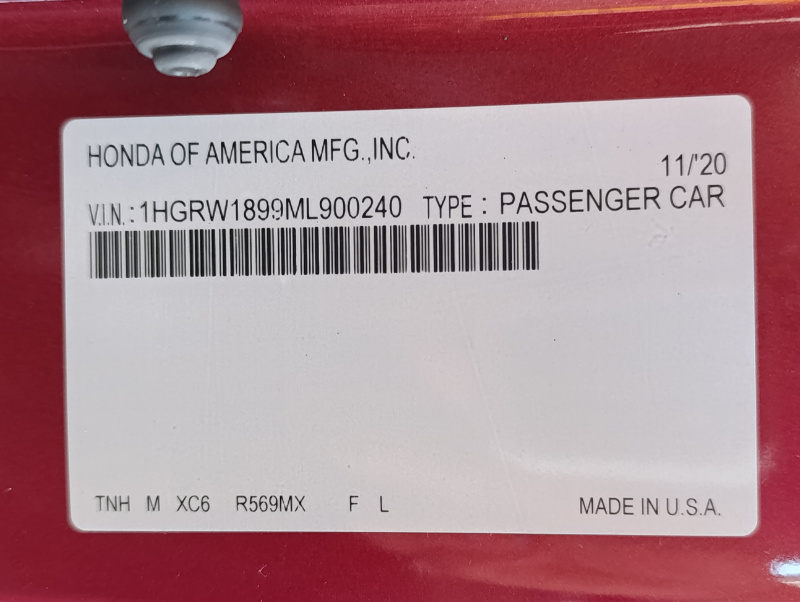 HONDA OF AMERICA MFG.,INC.
11/'20
V.I.N.:1HGRW1899ML900240 TYPE : PASSENGER CAR
TNH M XC6 R569MX F L MADE IN U.S.A.